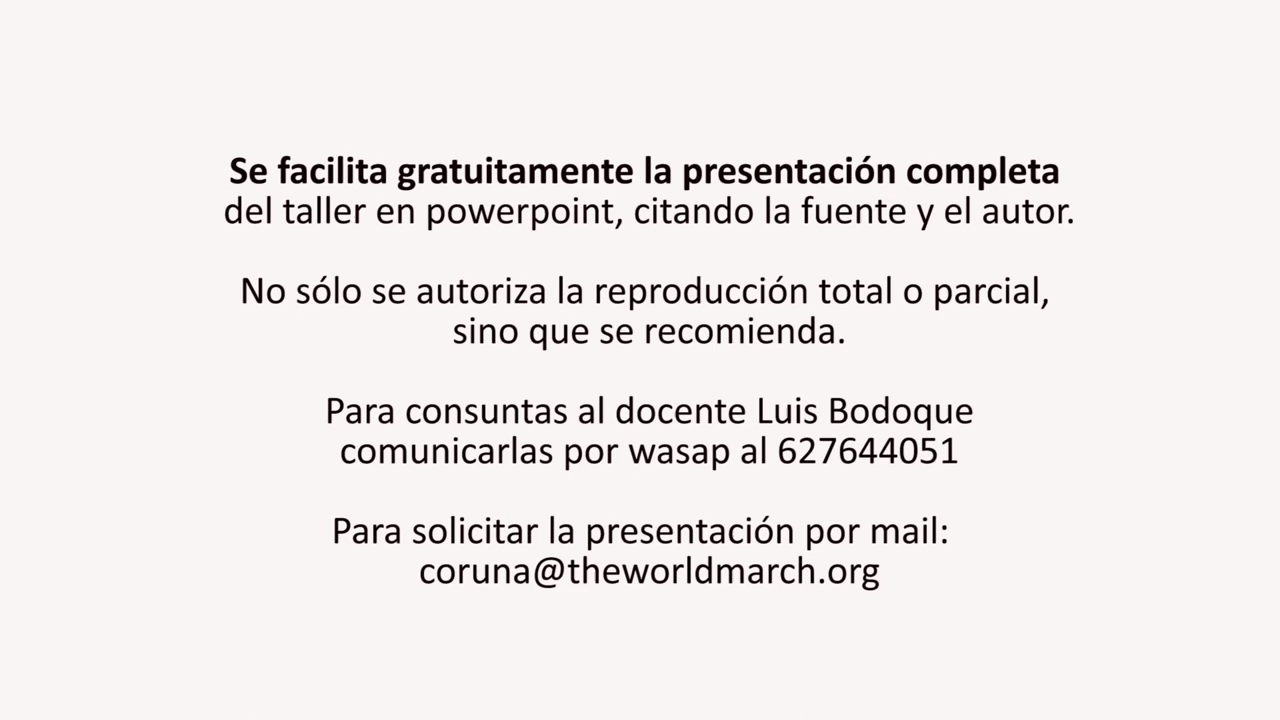 Se facilita gratuitamente la presentación completa
del taller en powerpoint, citando la fuente y el autor.
No sólo se autoriza la reproducción total o parcial,
sino que se recomienda.
Para consuntas al docente Luis Bodoque
comunicarlas por wasap al 627644051
Para solicitar la presentación por mail:
coruna@theworldmarch.org